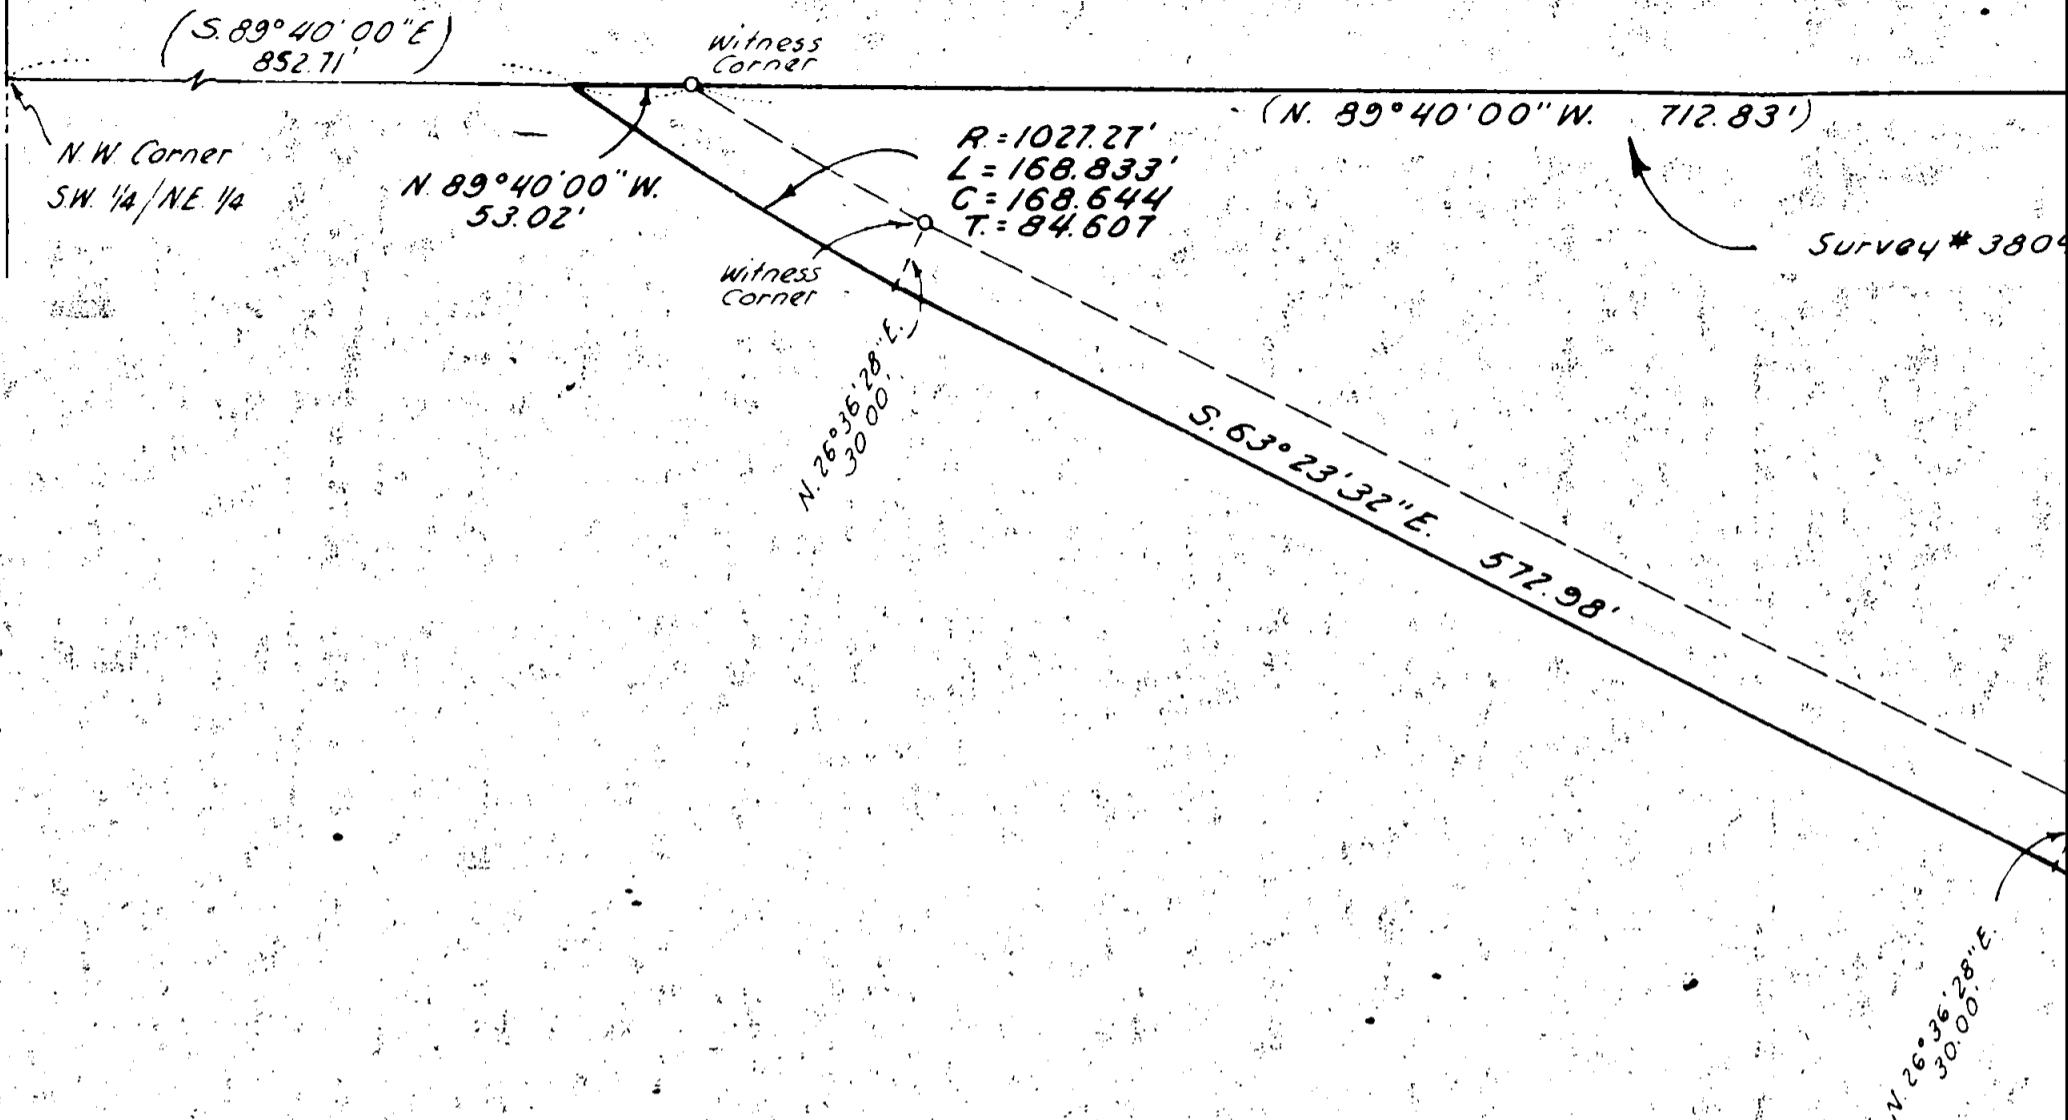 (S. 89° 40' 00" E)
852.71'
Witness
Corner
(N. 89° 40' 00" W. 712.83')
N.W. Corner
S.W. 1/4 / N.E. 1/4
N. 89° 40' 00" W.
53.02'
R. = 1027.27'
L = 168.833'
C = 168.644
T. = 84.607
Survey # 3804
Witness
Corner
N. 26° 36' 28" E.
30.00'
S. 63° 23' 32" E. 572.98'
N. 26° 36' 28" E.
30.00'